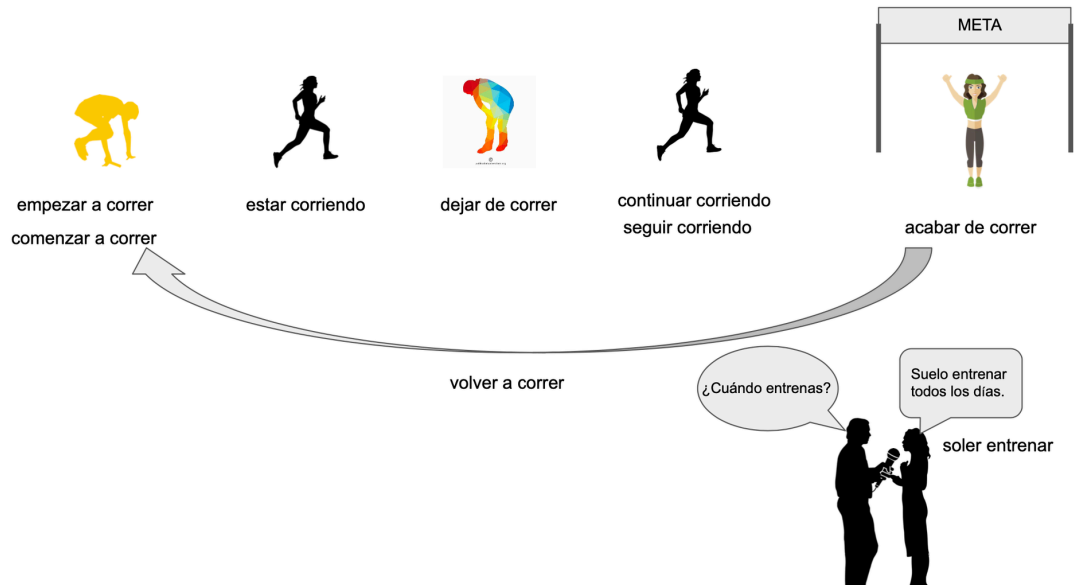 META
empezar a correr
comenzar a correr
estar corriendo
dejar de correr
continuar corriendo
seguir corriendo
acabar de correr
volver a correr
¿Cuándo entrenas?
Suelo entrenar
todos los días.
soler entrenar